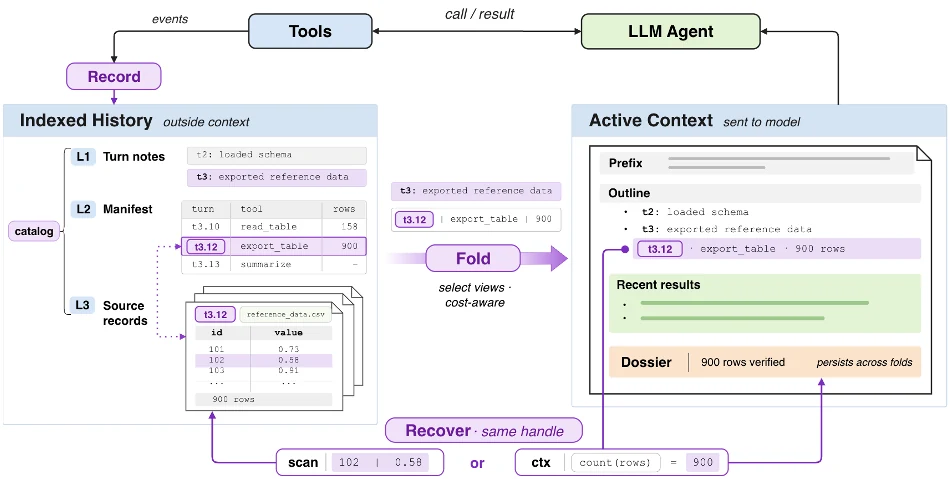 events
Tools
call / result
LLM Agent
Record
Indexed History outside context
catalog
L1 Turn notes
t2: loaded schema
t3: exported reference data
L2 Manifest
turn tool rows
t3.10 read_table 158
t3.12 export_table 900
t3.13 summarize –
L3 Source
records
t3.12 reference_data.csv
id value
101 0.73
102 0.58
103 0.91
... ...
900 rows
t3: exported reference data
t3.12 | export_table | 900
Fold
select views ·
cost-aware
Active Context sent to model
Prefix
Outline
• t2: loaded schema
• t3: exported reference data
t3.12 · export_table · 900 rows
Recent results
•
•
Dossier | 900 rows verified persists across folds
Recover · same handle
scan 102 | 0.58
or
ctx count(rows) = 900